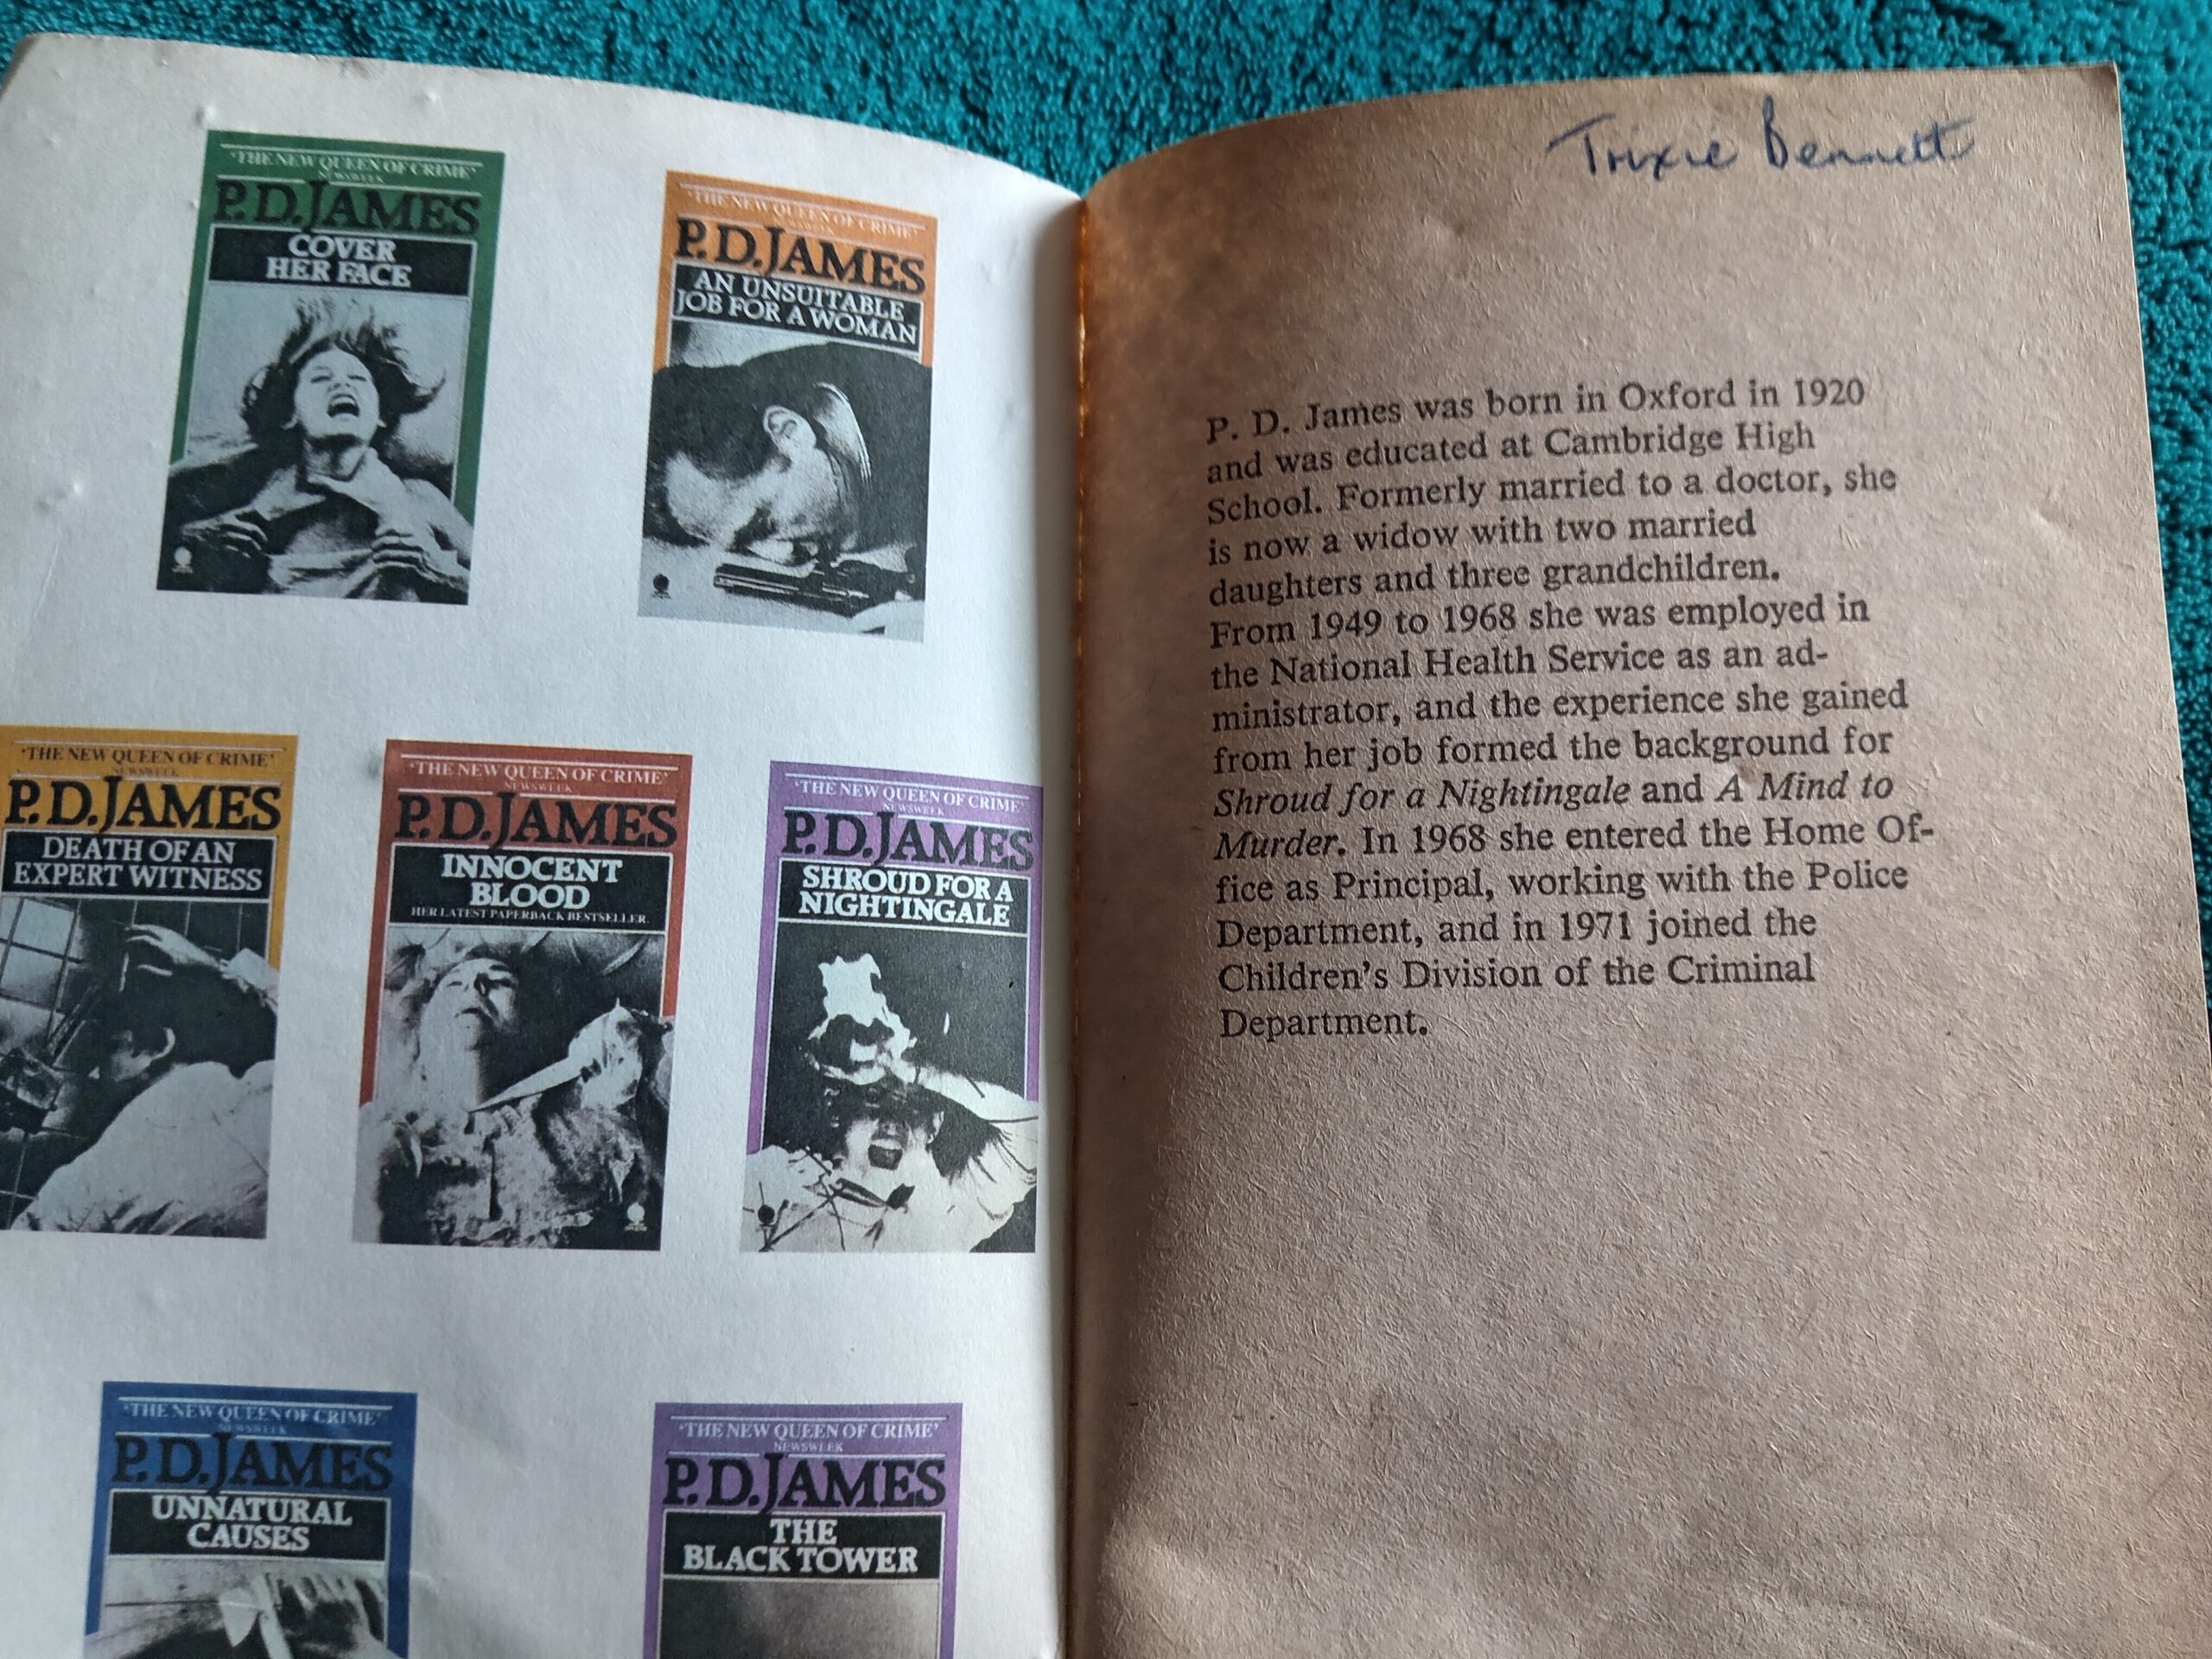 'THE NEW QUEEN OF CRIME'
NEWSWEEK
P.D.JAMES
COVER
HER FACE
'THE NEW QUEEN OF CRIME'
P.D.JAMES
AN UNSUITABLE
JOB FOR A WOMAN
'THE NEW QUEEN OF CRIME'
NEWSWEEK
P.D.JAMES
DEATH OF AN
EXPERT WITNESS
'THE NEW QUEEN OF CRIME'
NEWSWEEK
P.D.JAMES
INNOCENT
BLOOD
HER LATEST PAPERBACK BESTSELLER.
'THE NEW QUEEN OF CRIME'
NEWSWEEK
P.D.JAMES
SHROUD FOR A
NIGHTINGALE
'THE NEW QUEEN OF CRIME'
NEWSWEEK
P.D.JAMES
UNNATURAL
CAUSES
'THE NEW QUEEN OF CRIME'
NEWSWEEK
P.D.JAMES
THE
BLACK TOWER
Trixie Bennett
P. D. James was born in Oxford in 1920
and was educated at Cambridge High
School. Formerly married to a doctor, she
is now a widow with two married
daughters and three grandchildren.
From 1949 to 1968 she was employed in
the National Health Service as an ad-
ministrator, and the experience she gained
from her job formed the background for
Shroud for a Nightingale and A Mind to
Murder. In 1968 she entered the Home Of-
fice as Principal, working with the Police
Department, and in 1971 joined the
Children's Division of the Criminal
Department.